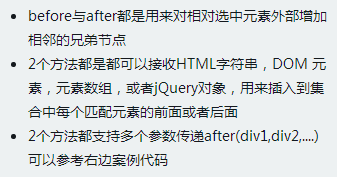 before与after都是用来对相对选中元素外部增加
相邻的兄弟节点
2个方法都是都可以接收HTML字符串，DOM 元
素，元素数组，或者jQuery对象，用来插入到集
合中每个匹配元素的前面或者后面
2个方法都支持多个参数传递after(div1,div2,....)
可以参考右边案例代码